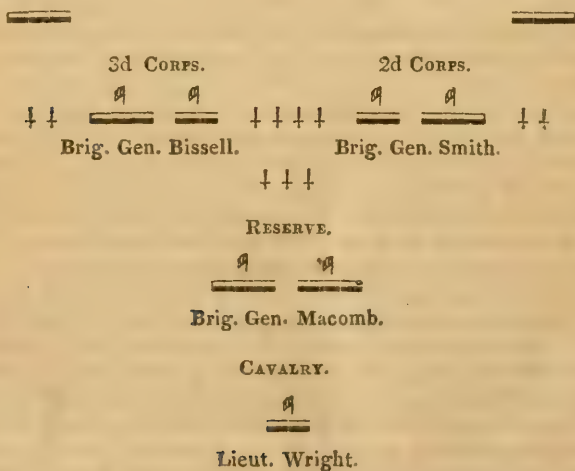 3d Corps. 2d Corps.
Brig. Gen. Bissell. Brig. Gen. Smith.
Reserve.
Brig. Gen. Macomb.
Cavalry.
Lieut. Wright.